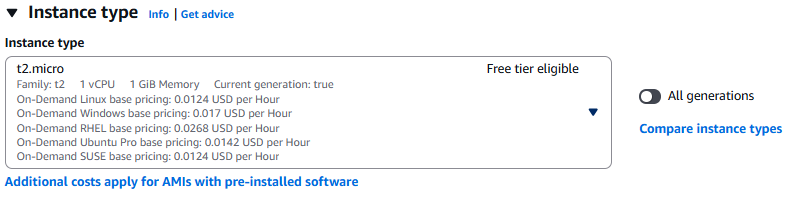 Instance type Info | Get advice
Instance type
t2.micro Free tier eligible
Family: t2 1 vCPU 1 GiB Memory Current generation: true
On-Demand Linux base pricing: 0.0124 USD per Hour
On-Demand Windows base pricing: 0.017 USD per Hour
On-Demand RHEL base pricing: 0.0268 USD per Hour
On-Demand Ubuntu Pro base pricing: 0.0142 USD per Hour
On-Demand SUSE base pricing: 0.0124 USD per Hour
All generations
Compare instance types
Additional costs apply for AMIs with pre-installed software